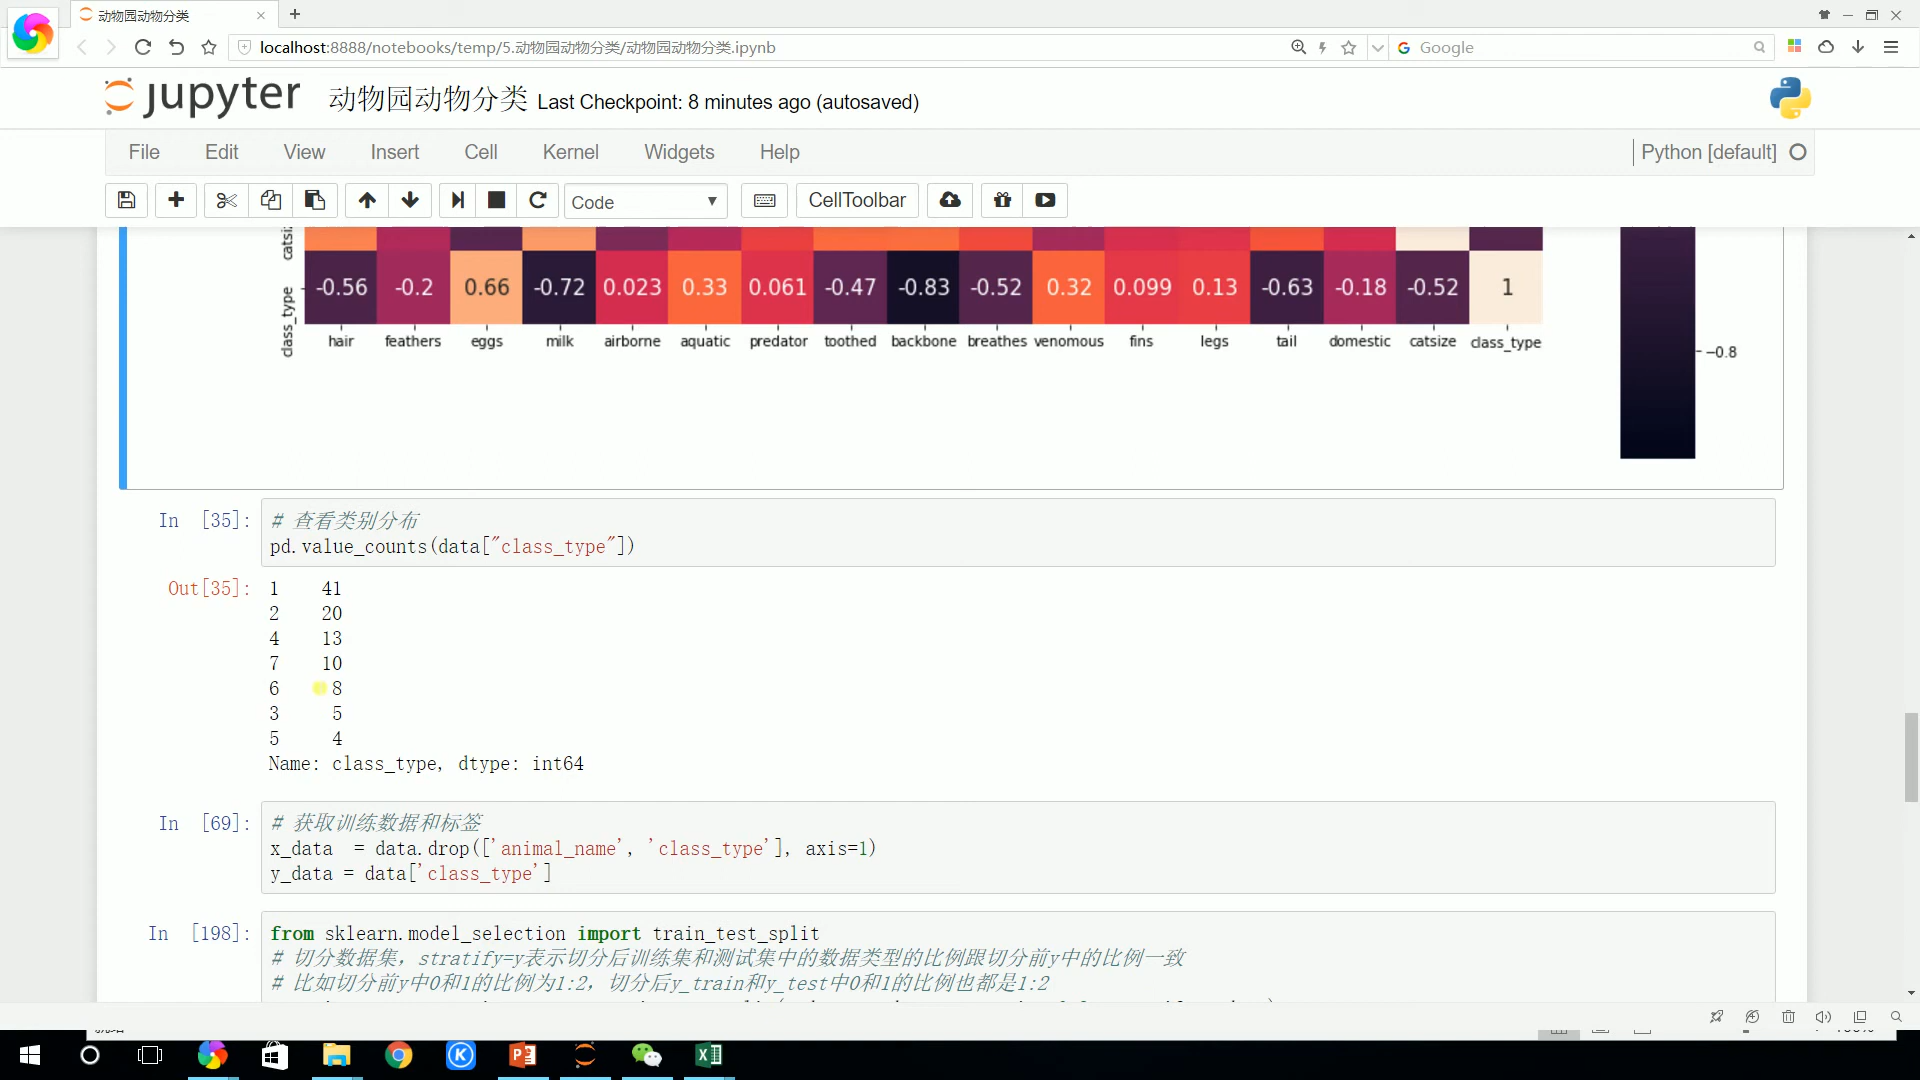 动物园动物分类
localhost:8888/notebooks/temp/5.动物园动物分类/动物园动物分类.ipynb
Google
jupyter 动物园动物分类 Last Checkpoint: 8 minutes ago (autosaved)
File Edit View Insert Cell Kernel Widgets Help
Python [default]
Code
CellToolbar
class_type
-0.56 -0.2 0.66 -0.72 0.023 0.33 0.061 -0.47 -0.83 -0.52 0.32 0.099 0.13 -0.63 -0.18 -0.52 1
hair feathers eggs milk airborne aquatic predator toothed backbone breathes venomous fins legs tail domestic catsize class_type
-0.8
In [35]:
# 查看类别分布
pd.value_counts(data["class_type"])
Out[35]:
1 41
2 20
4 13
7 10
6 8
3 5
5 4
Name: class_type, dtype: int64
In [69]:
# 获取训练数据和标签
x_data = data.drop(['animal_name', 'class_type'], axis=1)
y_data = data['class_type']
In [198]:
from sklearn.model_selection import train_test_split
# 切分数据集，stratify=y表示切分后训练集和测试集中的数据类型的比例跟切分前y中的比例一致
# 比如切分前y中0和1的比例为1:2，切分后y_train和y_test中0和1的比例也都是1:2